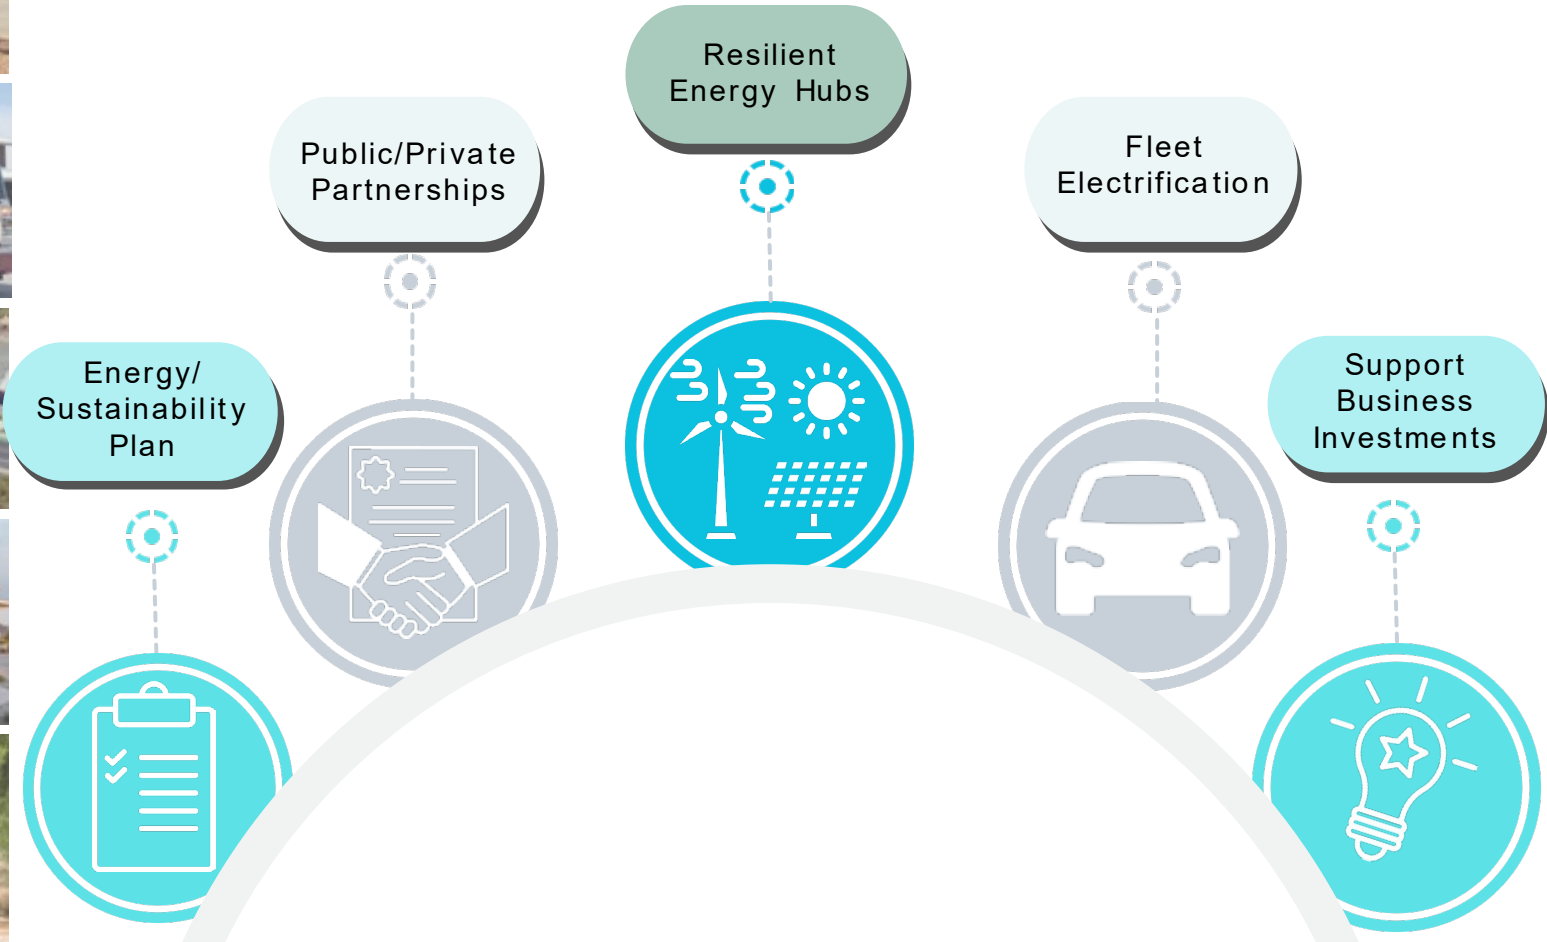 Resilient
Energy Hubs
Public/Private
Partnerships
Fleet
Electrification
Energy/
Sustainability
Plan
Support
Business
Investments